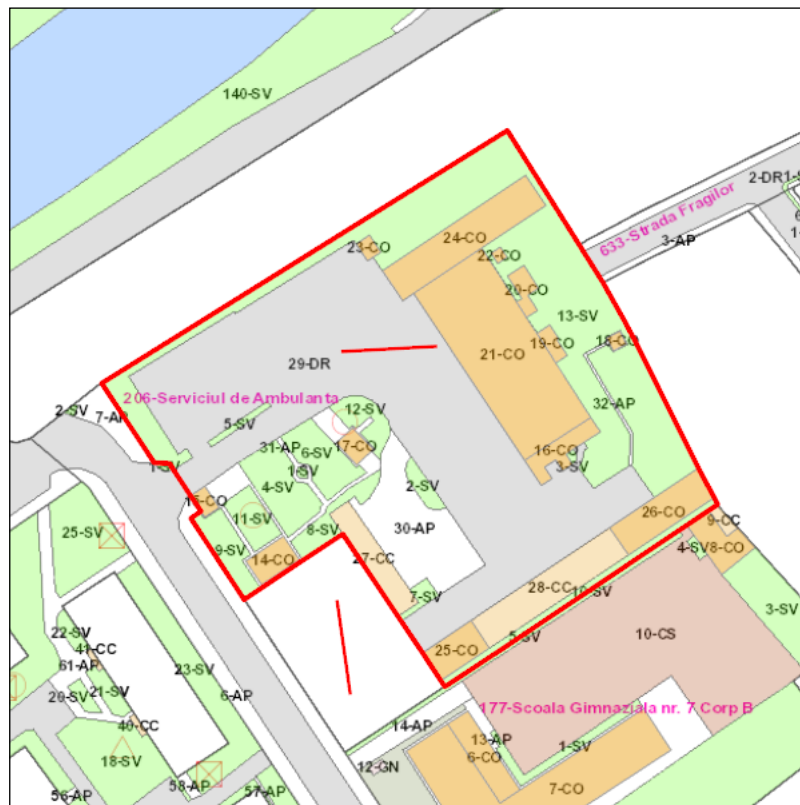 140-SV
2-DR1-S
633-Strada Fragilor
3-AP
24-CO
23-CO
22-CO
20-CO
13-SV
19-CO
18-CO
21-CO
29-DR
206-Serviciul de Ambulanta
32-AP
2-SV
7-AP
12-SV
5-SV
31-AP
6-SV
17-CO
16-CO
3-SV
1-SV
1-SV
4-SV
2-SV
15-CO
11-SV
8-SV
30-AP
26-CO
9-CC
25-SV
9-SV
14-CO
27-CC
4-SV
8-CO
28-CC
10-SV
7-SV
3-SV
22-SV
41-CC
61-AP
23-SV
5-SV
10-CS
25-CO
20-SV
21-SV
6-AP
40-CC
177-Scoala Gimnaziala nr. 7 Corp B
14-AP
13-AP
1-SV
6-CO
18-SV
12-GN
58-AP
57-AP
7-CO
56-AP